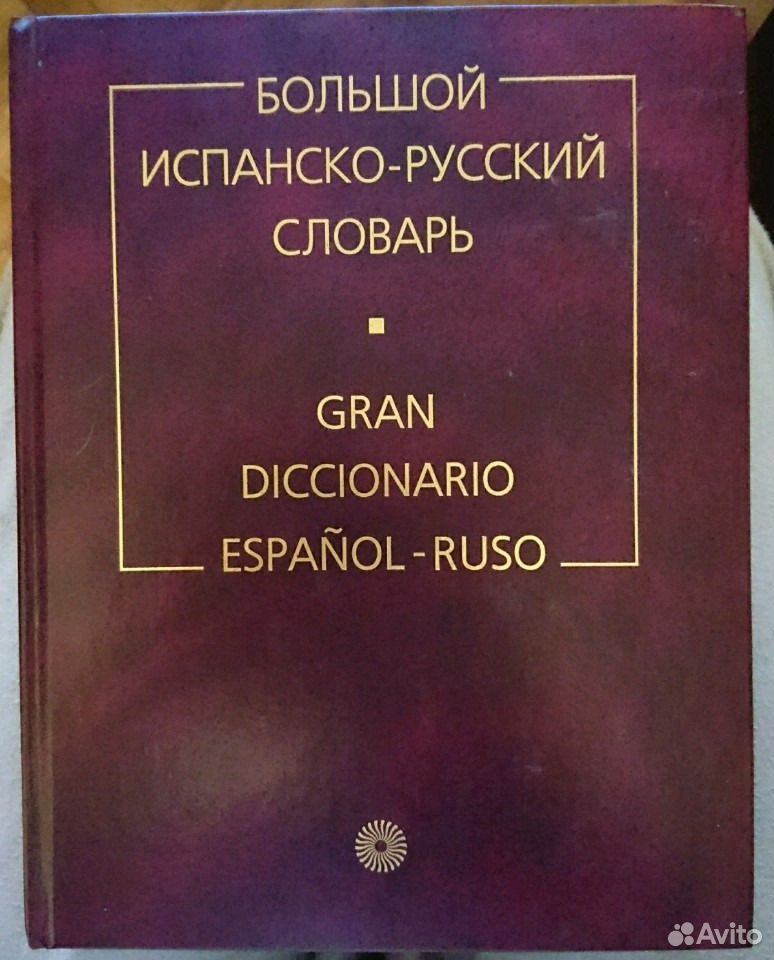 БОЛЬШОЙ
ИСПАНСКО-РУССКИЙ
СЛОВАРЬ
GRAN
DICCIONARIO
ESPAÑOL-RUSO
Avito